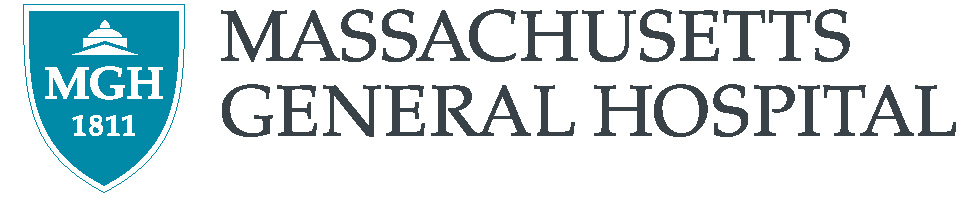 MGH
1811
MASSACHUSETTS
GENERAL HOSPITAL